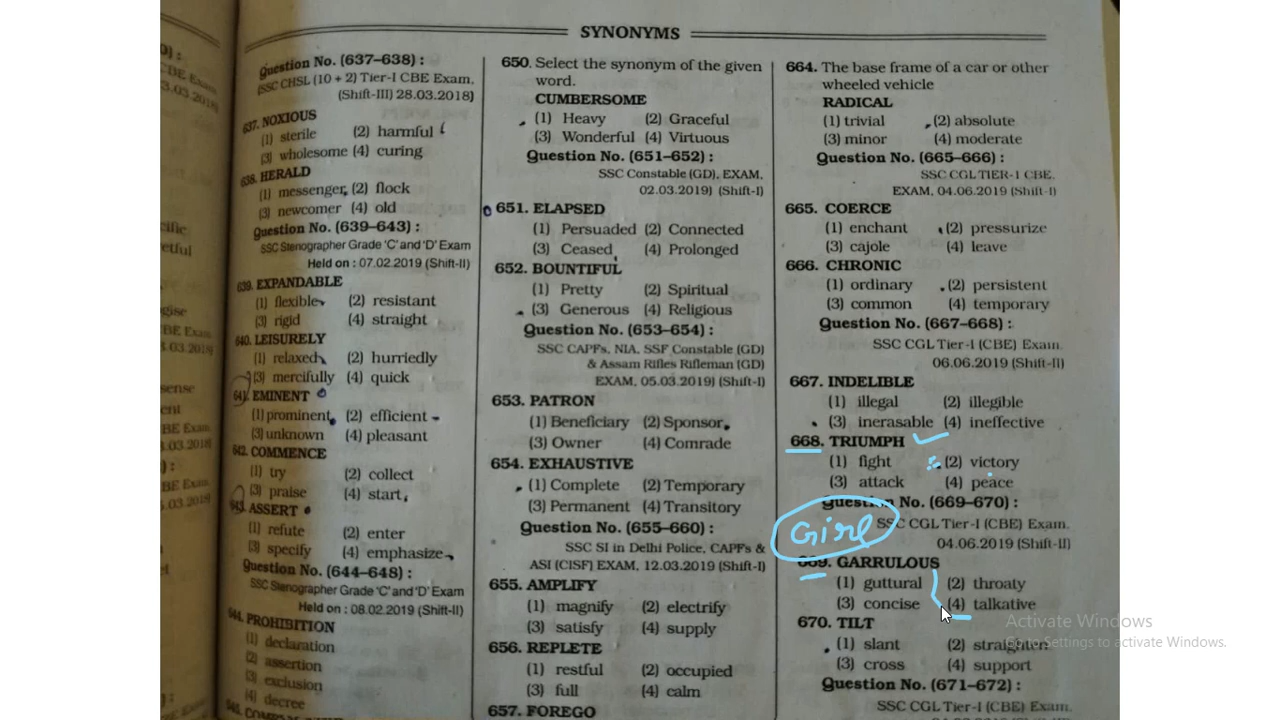 SYNONYMS
Question No. (637–638) :
SSC CHSL (10 + 2) Tier-I CBE Exam,
(Shift-III) 28.03.2018)
637. NOXIOUS
(1) sterile (2) harmful
(3) wholesome (4) curing
638. HERALD
(1) messenger (2) flock
(3) newcomer (4) old
Question No. (639–643) :
SSC Stenographer Grade 'C' and 'D' Exam
Held on : 07.02.2019 (Shift-II)
639. EXPANDABLE
(1) flexible (2) resistant
(3) rigid (4) straight
640. LEISURELY
(1) relaxed (2) hurriedly
(3) mercifully (4) quick
641. EMINENT
(1) prominent (2) efficient
(3) unknown (4) pleasant
642. COMMENCE
(1) try (2) collect
(3) praise (4) start
643. ASSERT
(1) refute (2) enter
(3) specify (4) emphasize
Question No. (644–648) :
SSC Stenographer Grade 'C' and 'D' Exam
Held on : 08.02.2019 (Shift-II)
644. PROHIBITION
(1) declaration
(2) assertion
(3) exclusion
(4) decree
650. Select the synonym of the given
word.
CUMBERSOME
(1) Heavy (2) Graceful
(3) Wonderful (4) Virtuous
Question No. (651–652) :
SSC Constable (GD), EXAM,
02.03.2019) (Shift-I)
651. ELAPSED
(1) Persuaded (2) Connected
(3) Ceased (4) Prolonged
652. BOUNTIFUL
(1) Pretty (2) Spiritual
(3) Generous (4) Religious
Question No. (653–654) :
SSC CAPFs, NIA, SSF Constable (GD)
& Assam Rifles Rifleman (GD)
EXAM, 05.03.2019) (Shift-I)
653. PATRON
(1) Beneficiary (2) Sponsor
(3) Owner (4) Comrade
654. EXHAUSTIVE
(1) Complete (2) Temporary
(3) Permanent (4) Transitory
Question No. (655–660) :
SSC SI in Delhi Police, CAPFs &
ASI (CISF) EXAM, 12.03.2019 (Shift-I)
655. AMPLIFY
(1) magnify (2) electrify
(3) satisfy (4) supply
656. REPLETE
(1) restful (2) occupied
(3) full (4) calm
657. FOREGO
664. The base frame of a car or other
wheeled vehicle
RADICAL
(1) trivial (2) absolute
(3) minor (4) moderate
Question No. (665–666) :
SSC CGL TIER-1 CBE.
EXAM, 04.06.2019 (Shift-I)
665. COERCE
(1) enchant (2) pressurize
(3) cajole (4) leave
666. CHRONIC
(1) ordinary (2) persistent
(3) common (4) temporary
Question No. (667–668) :
SSC CGL Tier-I (CBE) Exam
06.06.2019 (Shift-II)
667. INDELIBLE
(1) illegal (2) illegible
(3) inerasable (4) ineffective
668. TRIUMPH
(1) fight (2) victory
(3) attack (4) peace
Question No. (669–670) :
Girl
SSC CGL Tier-I (CBE) Exam.
04.06.2019 (Shift-II)
669. GARRULOUS
(1) guttural (2) throaty
(3) concise (4) talkative
670. TILT
(1) slant (2) straighten
(3) cross (4) support
Question No. (671–672) :
SSC CGL Tier-I (CBE) Exam.
Activate Windows
Go to Settings to activate Windows.